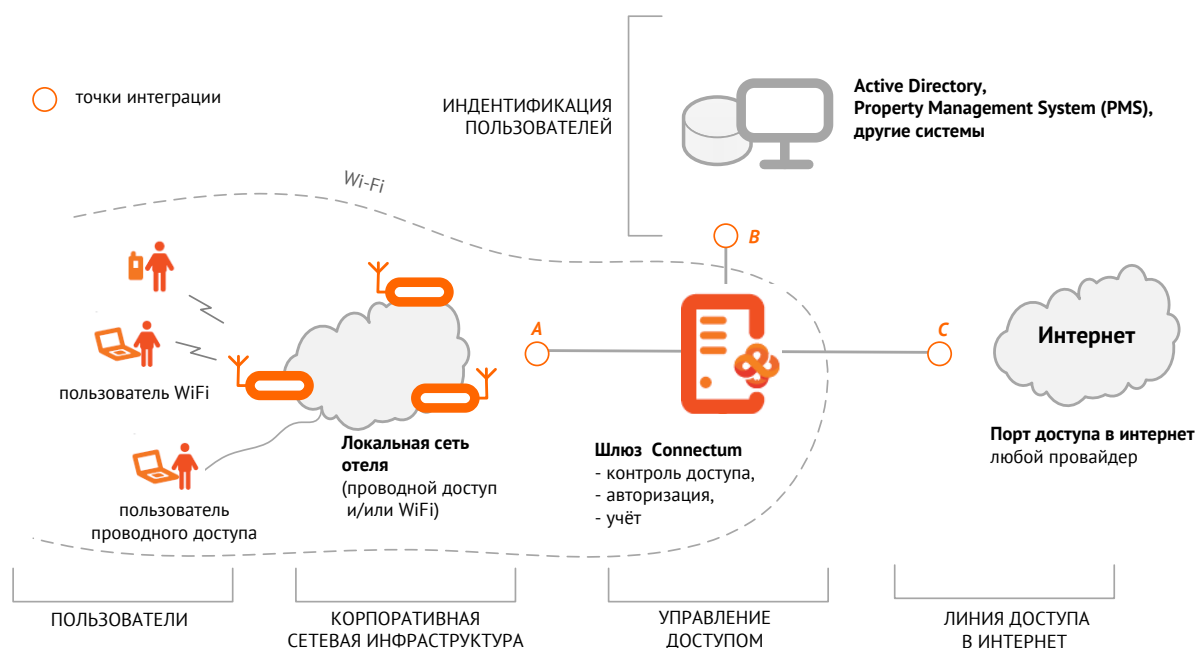 точки интеграции
ИНДЕНТИФИКАЦИЯ
ПОЛЬЗОВАТЕЛЕЙ
Active Directory,
Property Management System (PMS),
другие системы
Wi-Fi
B
A
C
Интернет
пользователь WiFi
Локальная сеть
отеля
(проводной доступ
и/или WiFi)
Шлюз Connectum
- контроль доступа,
- авторизация,
- учёт
Порт доступа в интернет
любой провайдер
пользователь
проводного доступа
ПОЛЬЗОВАТЕЛИ
КОРПОРАТИВНАЯ
СЕТЕВАЯ ИНФРАСТРУКТУРА
УПРАВЛЕНИЕ
ДОСТУПОМ
ЛИНИЯ ДОСТУПА
В ИНТЕРНЕТ